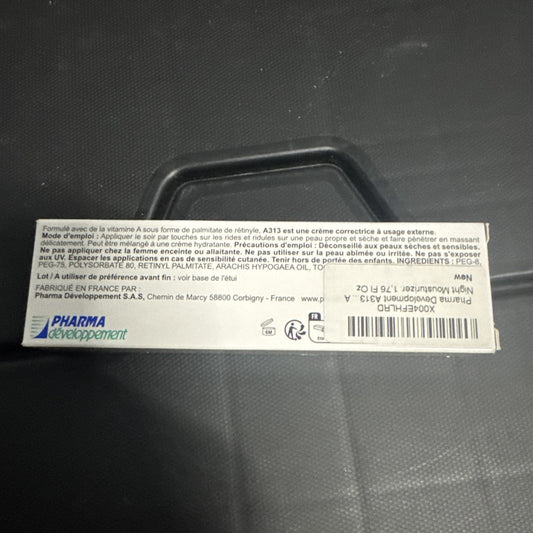 Formulé avec de la vitamine A sous forme de palmitate de rétinyle, A313 est une crème correctrice à usage externe.
Mode d'emploi : Appliquer le soir par touches sur les rides et ridules sur une peau propre et sèche et faire pénétrer en massant
délicatement. Peut être mélangé à une crème hydratante. Précautions d'emploi : Déconseillé aux peaux sèches et sensibles.
Ne pas appliquer chez la femme enceinte ou allaitante. Ne pas utiliser sur la peau abimée ou irritée. Ne pas s'exposer
aux UV. Espacer les applications en cas de sensibilité cutanée. Tenir hors de portée des enfants. INGREDIENTS : PEG-8,
PEG-75, POLYSORBATE 80, RETINYL PALMITATE, ARACHIS HYPOGAEA OIL,
Lot / A utiliser de préférence avant fin : voir base de l'étui
FABRIQUÉ EN FRANCE PAR :
Pharma Développement S.A.S, Chemin de Marcy 58800 Corbigny - France
PHARMA
développement
6M
FR
X004EFHLRD
Pharma Développement A313 A
Night Mousturizer, 1.76 Fl Oz
New